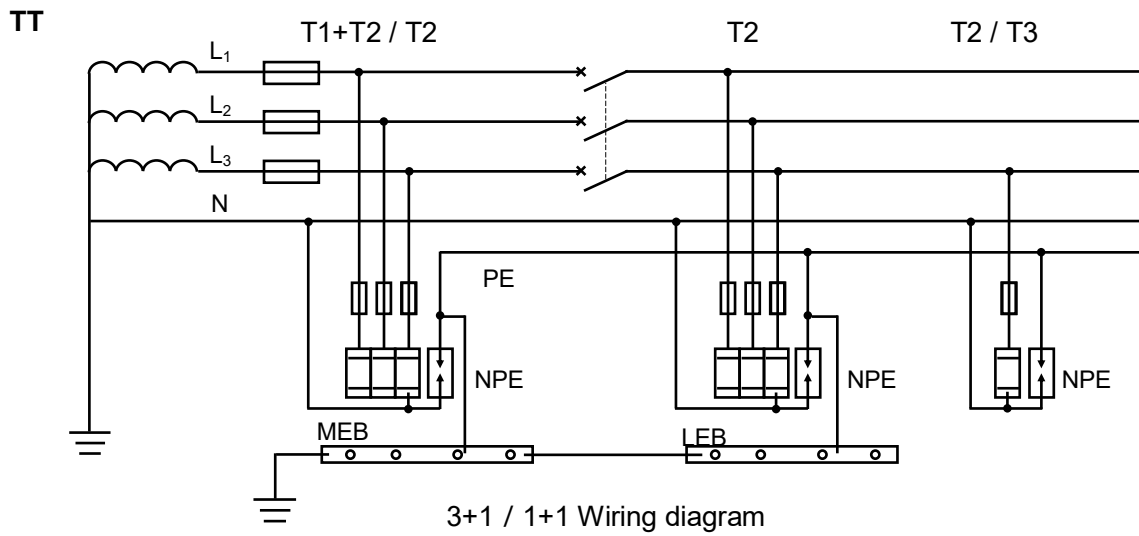 TT
T1+T2 / T2
T2
T2 / T3
L₁
L₂
L₃
N
PE
NPE
NPE
NPE
MEB
LEB
3+1 / 1+1 Wiring diagram